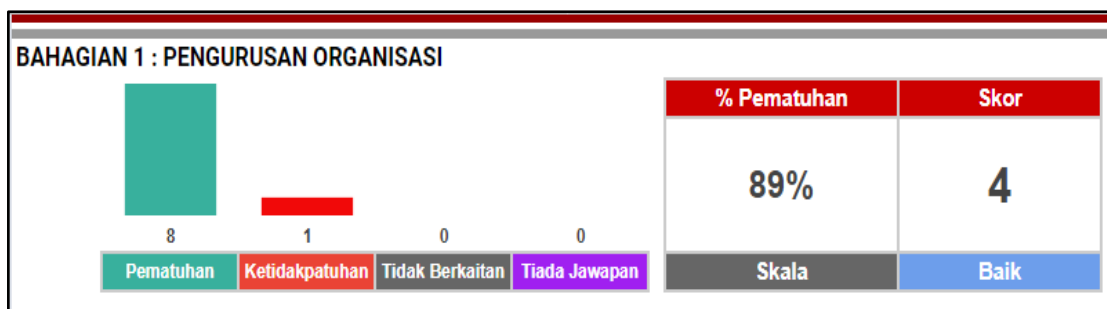 BAHAGIAN 1 : PENGURUSAN ORGANISASI
% Pematuhan Skor
89% 4
8 1 0 0
Pematuhan Ketidakpatuhan Tidak Berkaitan Tiada Jawapan
Skala Baik